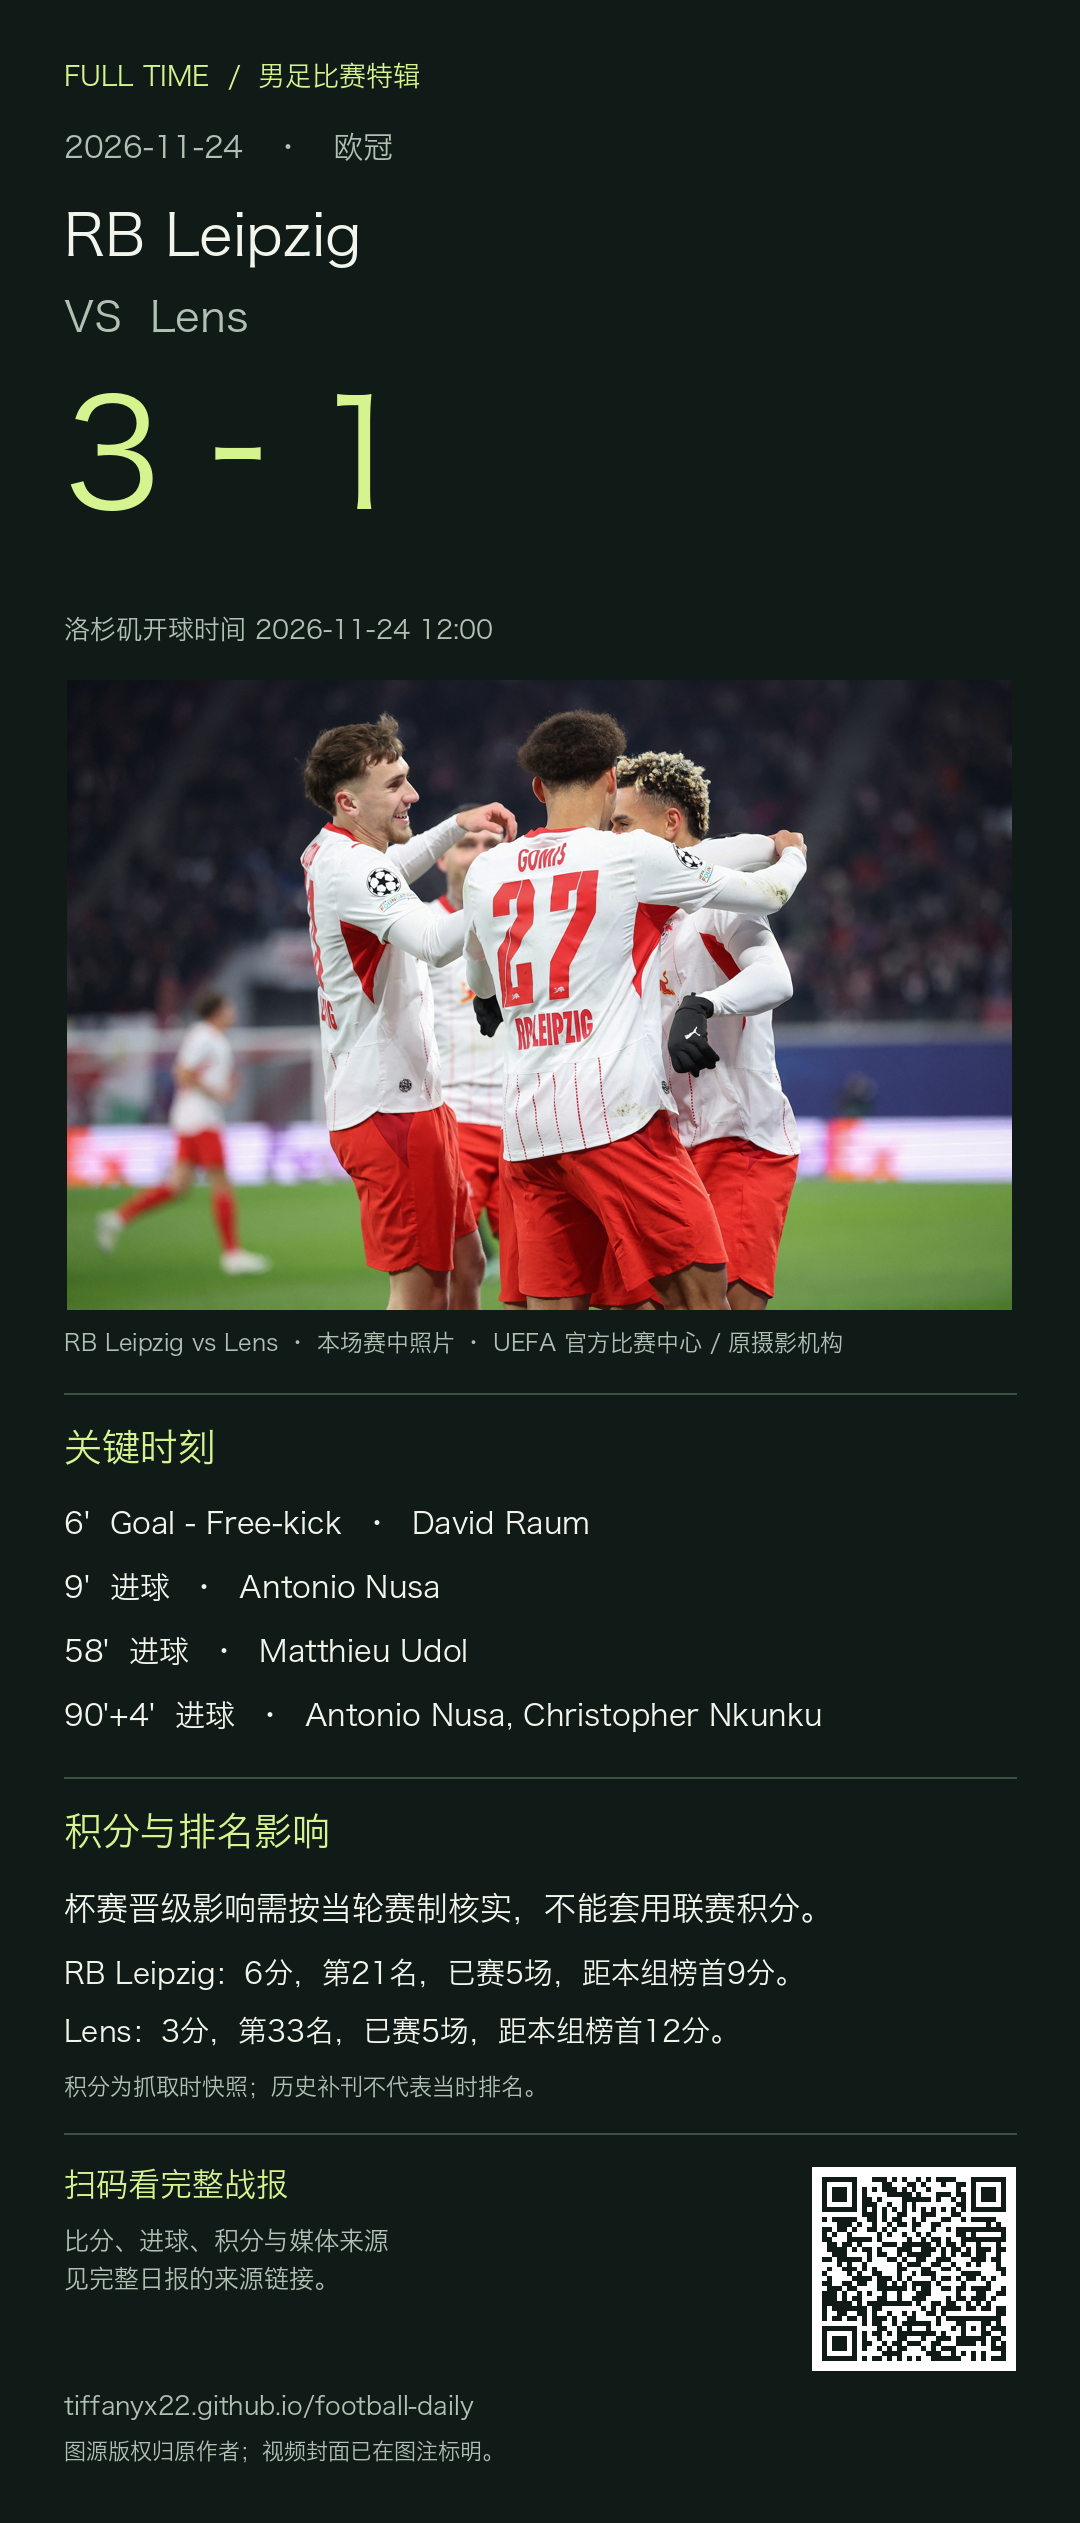 FULL TIME / 男足比赛特辑
2026-11-24 · 欧冠
RB Leipzig
VS Lens
3 - 1
洛杉矶开球时间 2026-11-24 12:00
GOMIS
27
RB LEIPZIG
RB Leipzig vs Lens · 本场赛中照片 · UEFA 官方比赛中心 / 原摄影机构
关键时刻
6' Goal - Free-kick · David Raum
9' 进球 · Antonio Nusa
58' 进球 · Matthieu Udol
90'+4' 进球 · Antonio Nusa, Christopher Nkunku
积分与排名影响
杯赛晋级影响需按当轮赛制核实，不能套用联赛积分。
RB Leipzig：6分，第21名，已赛5场，距本组榜首9分。
Lens：3分，第33名，已赛5场，距本组榜首12分。
积分为抓取时快照；历史补刊不代表当时排名。
扫码看完整战报
比分、进球、积分与媒体来源
见完整日报的来源链接。
tiffanyx22.github.io/football-daily
图源版权归原作者；视频封面已在图注标明。